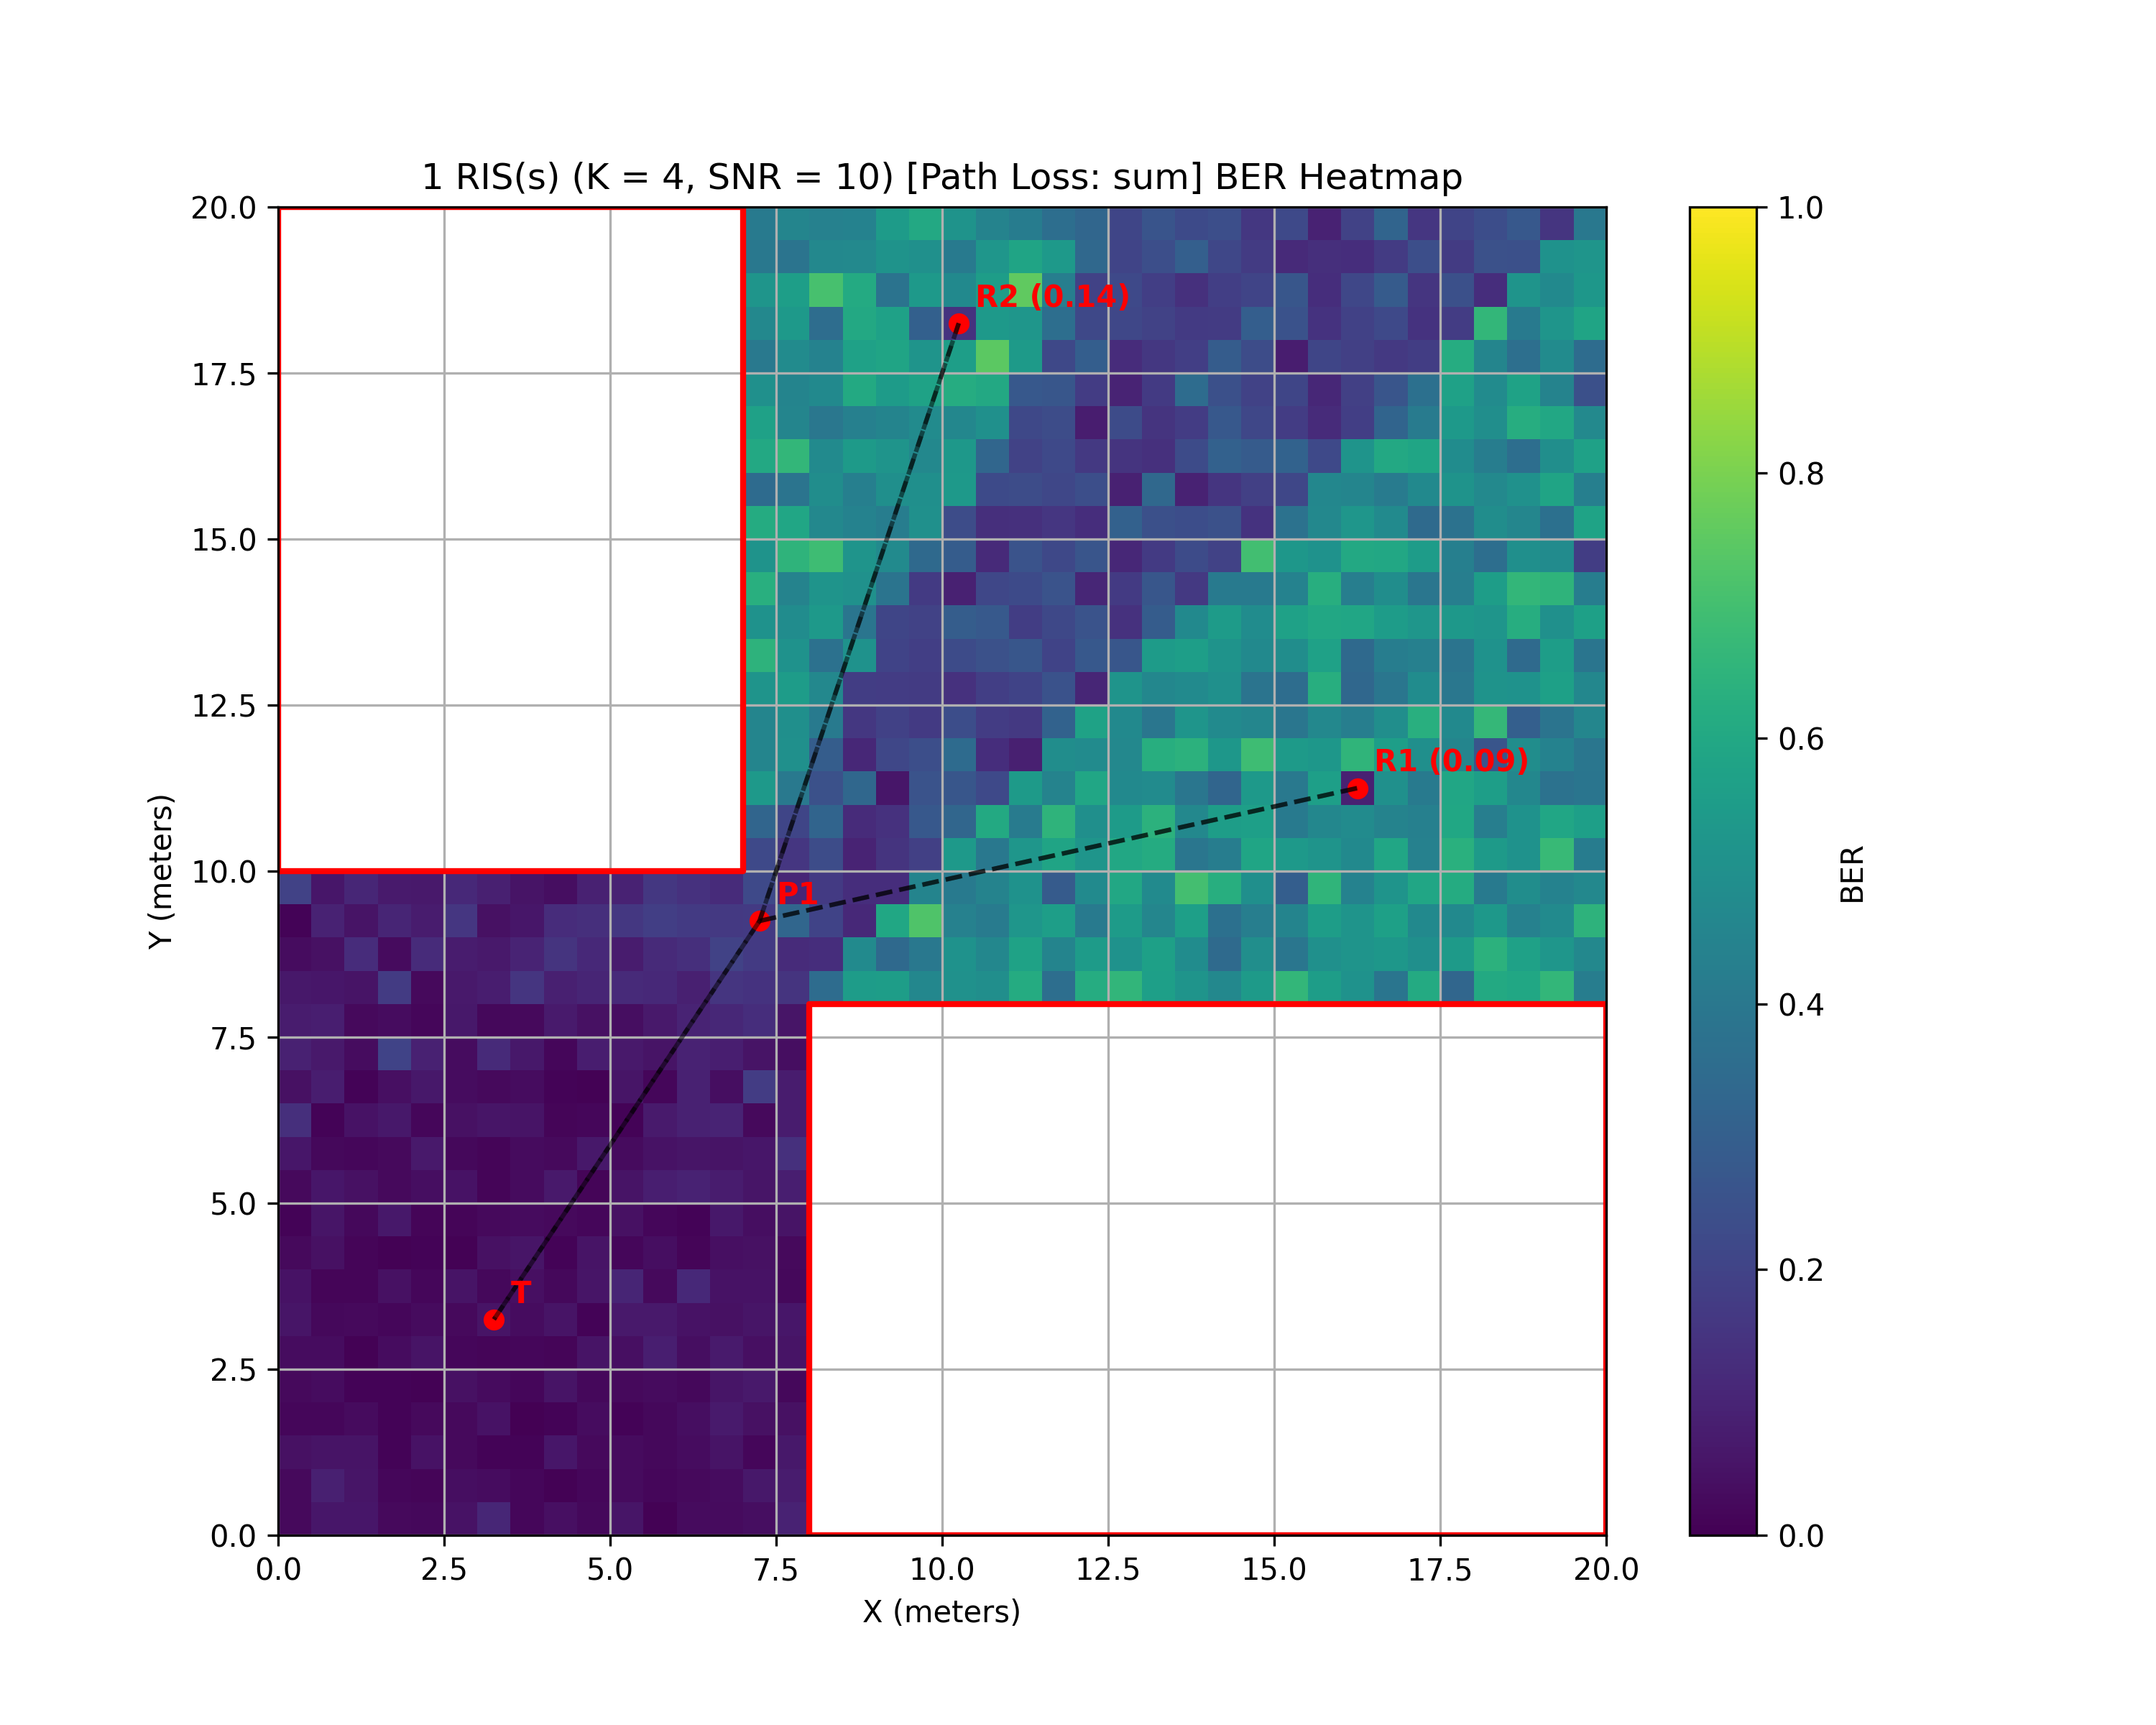 1 RIS(s) (K = 4, SNR = 10) [Path Loss: sum] BER Heatmap
20.0
17.5
15.0
12.5
10.0
7.5
5.0
2.5
0.0
Y (meters)
0.0 2.5 5.0 7.5 10.0 12.5 15.0 17.5 20.0
X (meters)
R2 (0.14)
R1 (0.09)
P1
T
1.0
0.8
0.6
0.4
0.2
0.0
BER